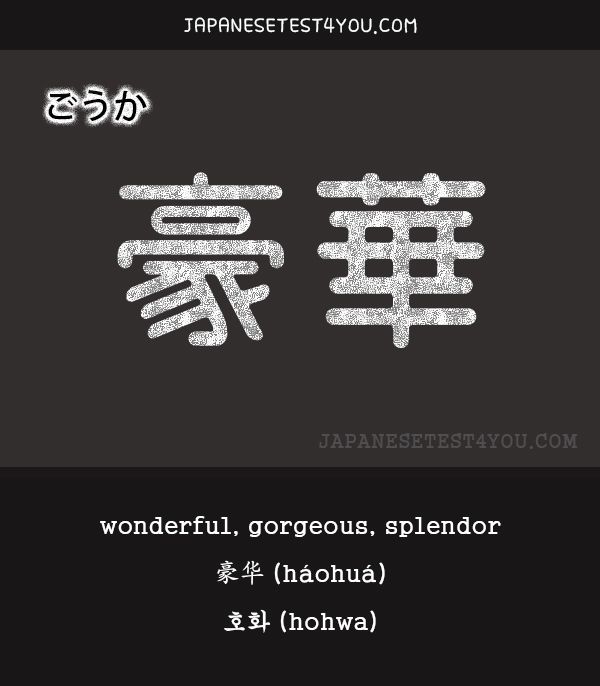 JAPANESETEST4YOU.COM
ごうか
豪華
JAPANESETEST4YOU.COM
wonderful, gorgeous, splendor
豪华 (háohuá)
호화 (hohwa)